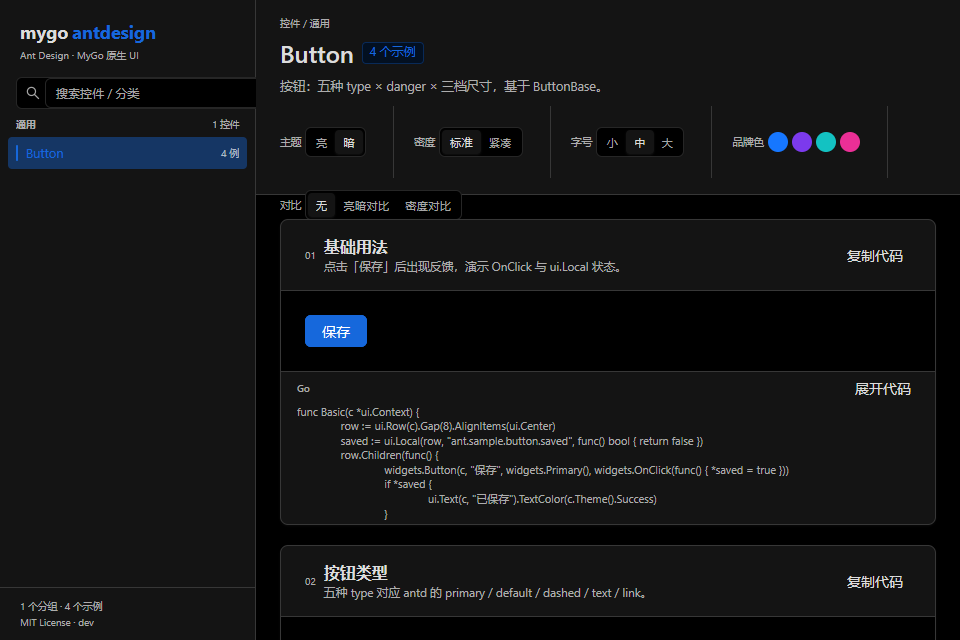 mygo antdesign
Ant Design · MyGo 原生 UI
搜索控件 / 分类
通用 1 控件
Button 4 例
1 个分组 · 4 个示例
MIT License · dev
控件 / 通用
Button 4 个示例
按钮：五种 type × danger × 三档尺寸，基于 ButtonBase。
主题 亮 暗 密度 标准 紧凑 字号 小 中 大 品牌色
对比 无 亮暗对比 密度对比
01 基础用法 复制代码
点击「保存」后出现反馈，演示 OnClick 与 ui.Local 状态。
保存
Go 展开代码
func Basic(c *ui.Context) {
row := ui.Row(c).Gap(8).AlignItems(ui.Center)
saved := ui.Local(row, "ant.sample.button.saved", func() bool { return false })
row.Children(func() {
widgets.Button(c, "保存", widgets.Primary(), widgets.OnClick(func() { *saved = true }))
if *saved {
ui.Text(c, "已保存").TextColor(c.Theme().Success)
}
02 按钮类型 复制代码
五种 type 对应 antd 的 primary / default / dashed / text / link。